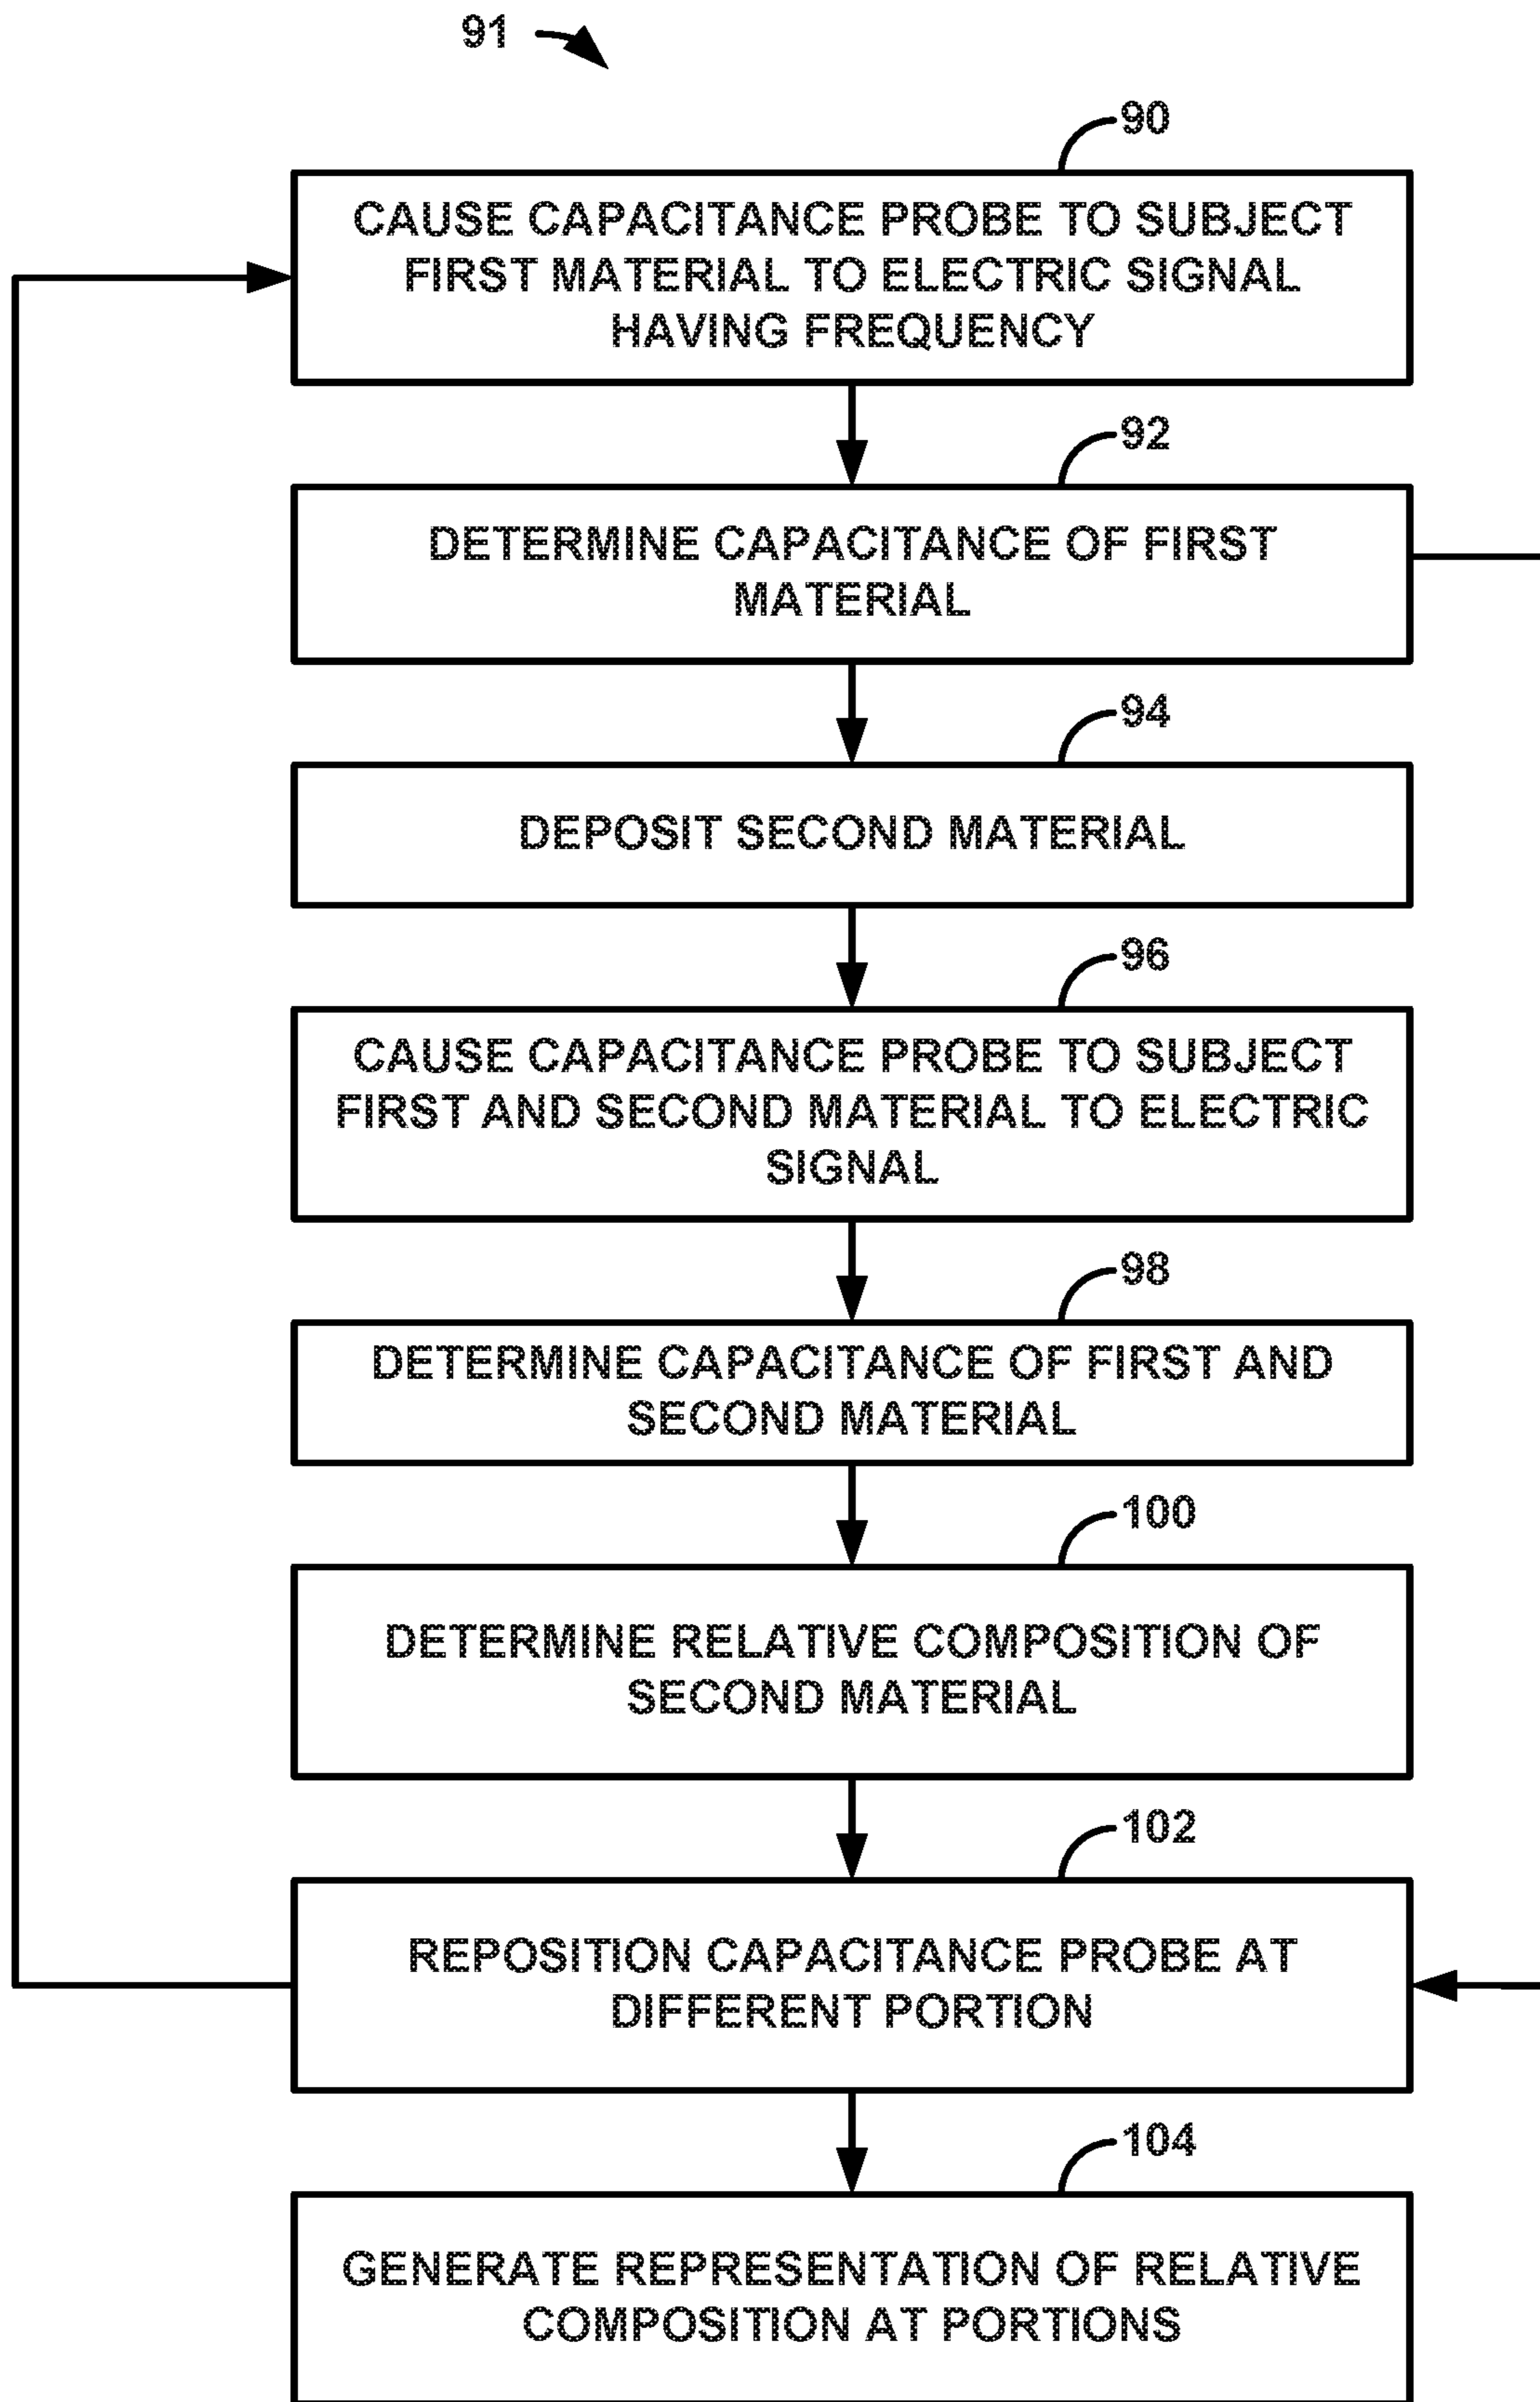 91
90
CAUSE CAPACITANCE PROBE TO SUBJECT
FIRST MATERIAL TO ELECTRIC SIGNAL
HAVING FREQUENCY
92
DETERMINE CAPACITANCE OF FIRST
MATERIAL
94
DEPOSIT SECOND MATERIAL
96
CAUSE CAPACITANCE PROBE TO SUBJECT
FIRST AND SECOND MATERIAL TO ELECTRIC
SIGNAL
98
DETERMINE CAPACITANCE OF FIRST AND
SECOND MATERIAL
100
DETERMINE RELATIVE COMPOSITION OF
SECOND MATERIAL
102
REPOSITION CAPACITANCE PROBE AT
DIFFERENT PORTION
104
GENERATE REPRESENTATION OF RELATIVE
COMPOSITION AT PORTIONS